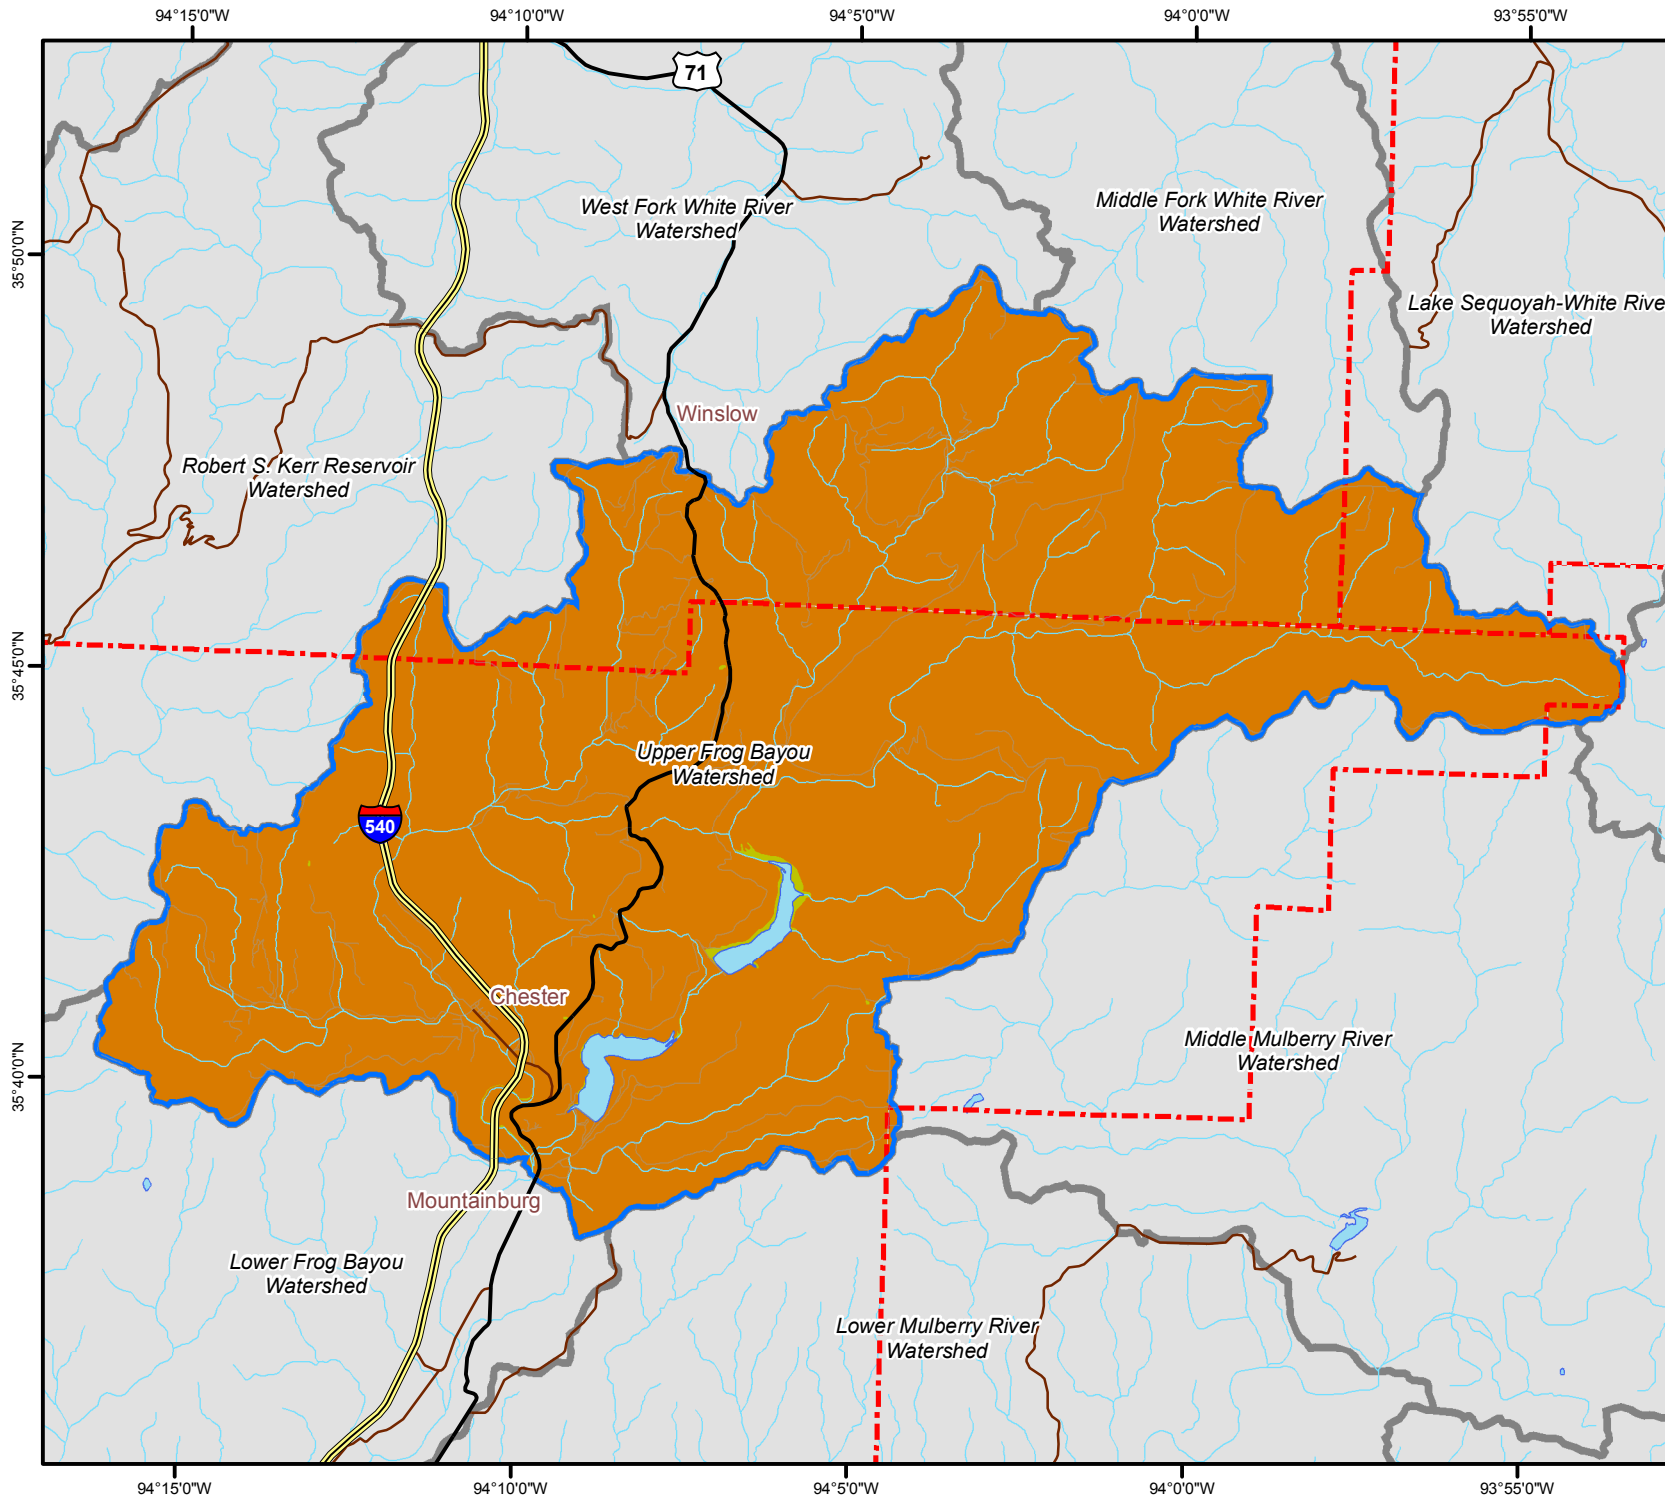 94°15'0"W
94°10'0"W
94°5'0"W
94°0'0"W
93°55'0"W
71
West Fork White River
Watershed
Middle Fork White River
Watershed
35°50'0"N
Lake Sequoyah-White Rive
Watershed
Winslow
Robert S. Kerr Reservoir
Watershed
35°45'0"N
Upper Frog Bayou
Watershed
540
Chester
Middle Mulberry River
Watershed
35°40'0"N
Mountainburg
Lower Frog Bayou
Watershed
Lower Mulberry River
Watershed
94°15'0"W
94°10'0"W
94°5'0"W
94°0'0"W
93°55'0"W